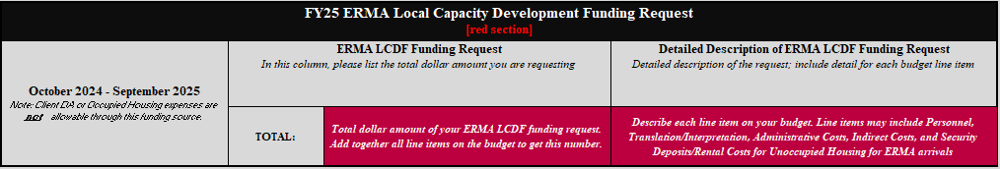 FY25 ERMA Local Capacity Development Funding Request
[red section]
ERMA LCDF Funding Request
In this column, please list the total dollar amount you are requesting
Detailed Description of ERMA LCDF Funding Request
Detailed description of the request; include detail for each budget line item
October 2024 - September 2025
Note: Client DA or Occupied Housing expenses are
not allowable through this funding source.
TOTAL:
Total dollar amount of your ERMA LCDF funding request.
Add together all line items on the budget to get this number.
Describe each line item on your budget. Line items may include Personnel,
Translation/Interpretation, Administrative Costs, Indirect Costs, and Security
Deposits/Rental Costs for Unoccupied Housing for ERMA arrivals